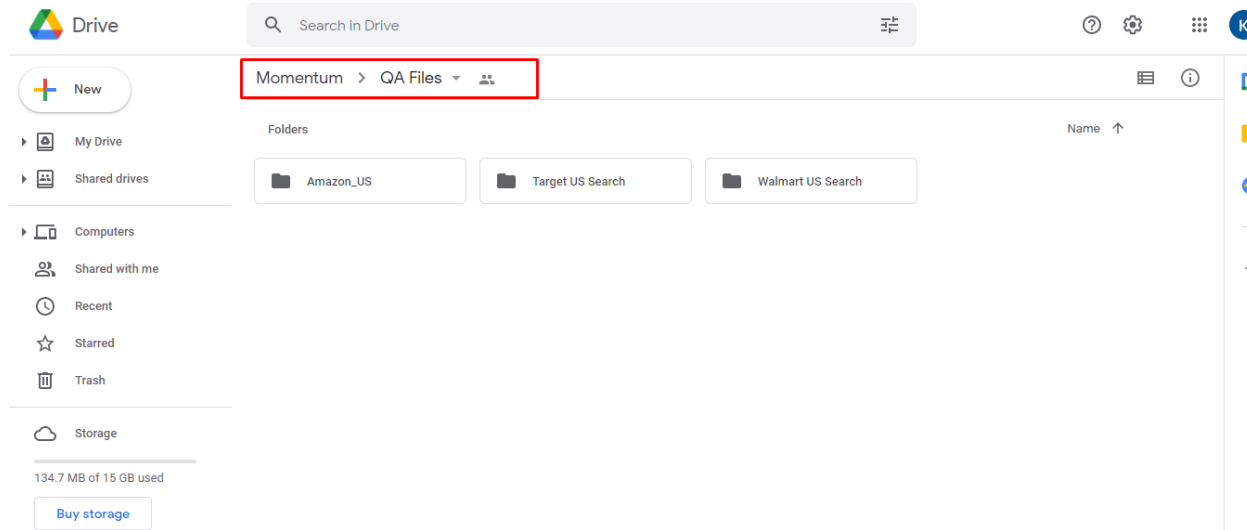 Drive
Search in Drive
K
New
Momentum > QA Files
My Drive
Shared drives
Computers
Shared with me
Recent
Starred
Trash
Storage
134.7 MB of 15 GB used
Buy storage
Folders
Name
Amazon_US
Target US Search
Walmart US Search